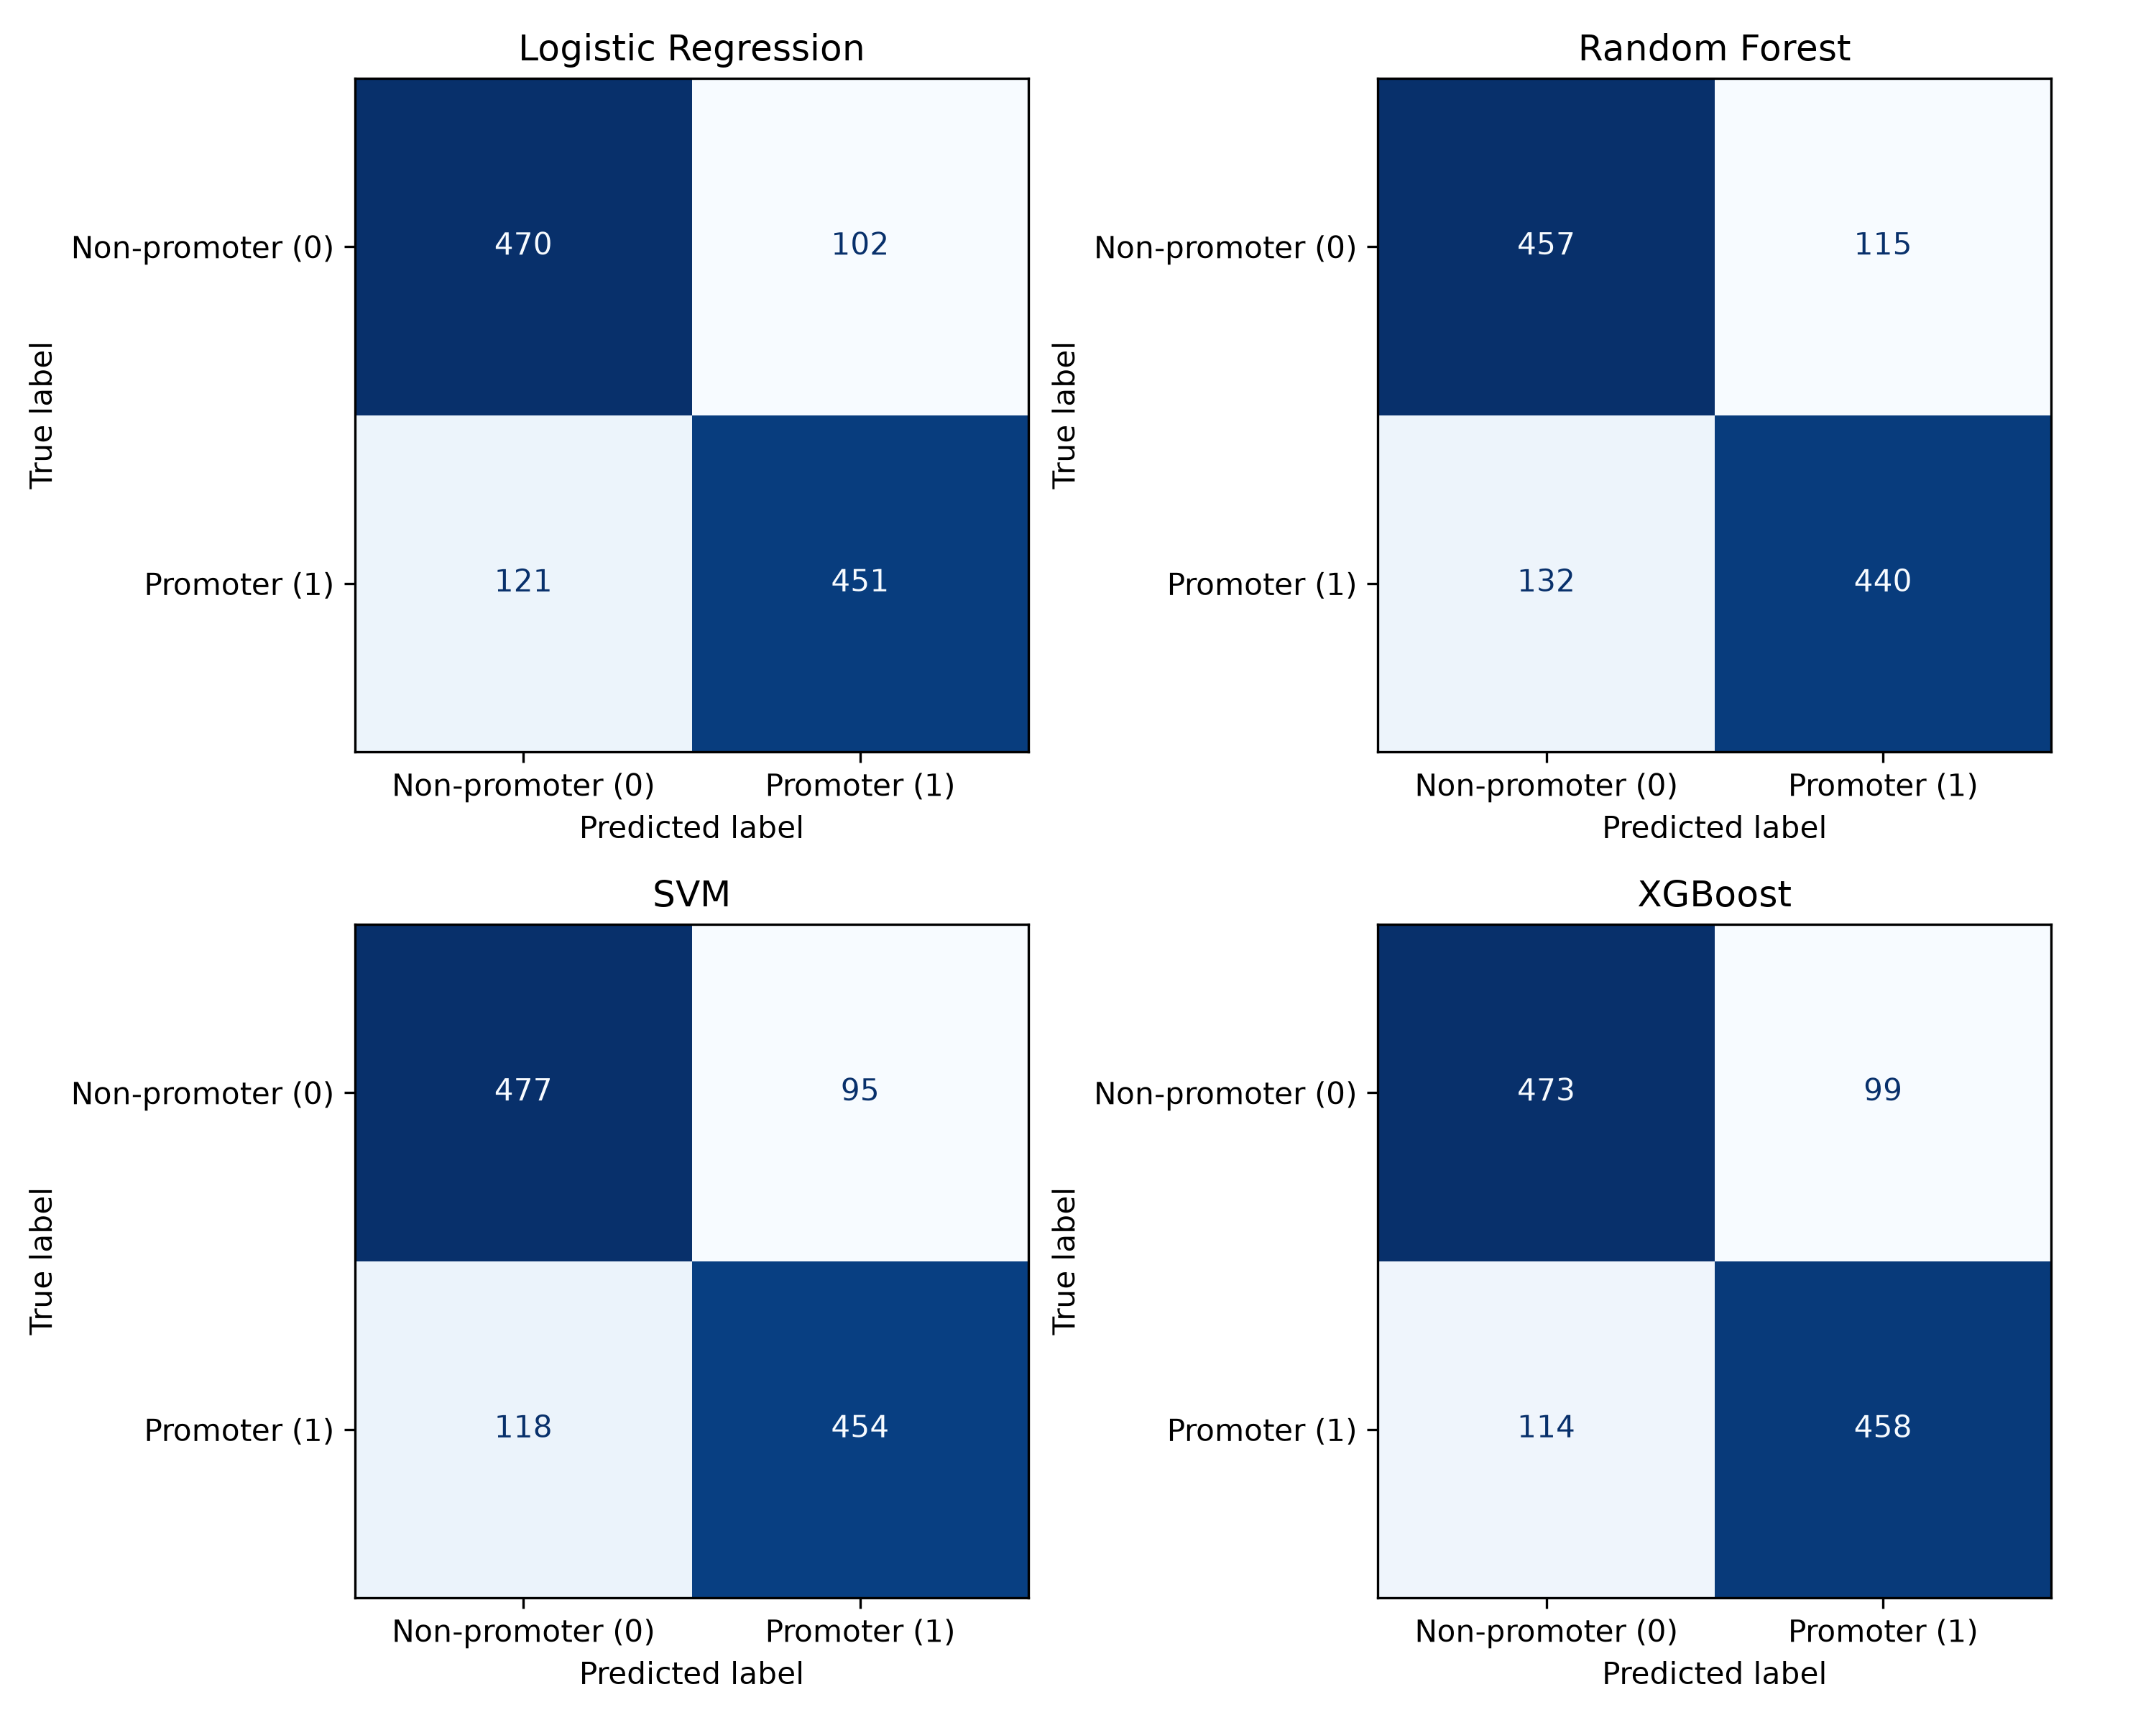 Logistic Regression
True label
Non-promoter (0)
470
102
Promoter (1)
121
451
Non-promoter (0)
Promoter (1)
Predicted label
Random Forest
True label
Non-promoter (0)
457
115
Promoter (1)
132
440
Non-promoter (0)
Promoter (1)
Predicted label
SVM
True label
Non-promoter (0)
477
95
Promoter (1)
118
454
Non-promoter (0)
Promoter (1)
Predicted label
XGBoost
True label
Non-promoter (0)
473
99
Promoter (1)
114
458
Non-promoter (0)
Promoter (1)
Predicted label